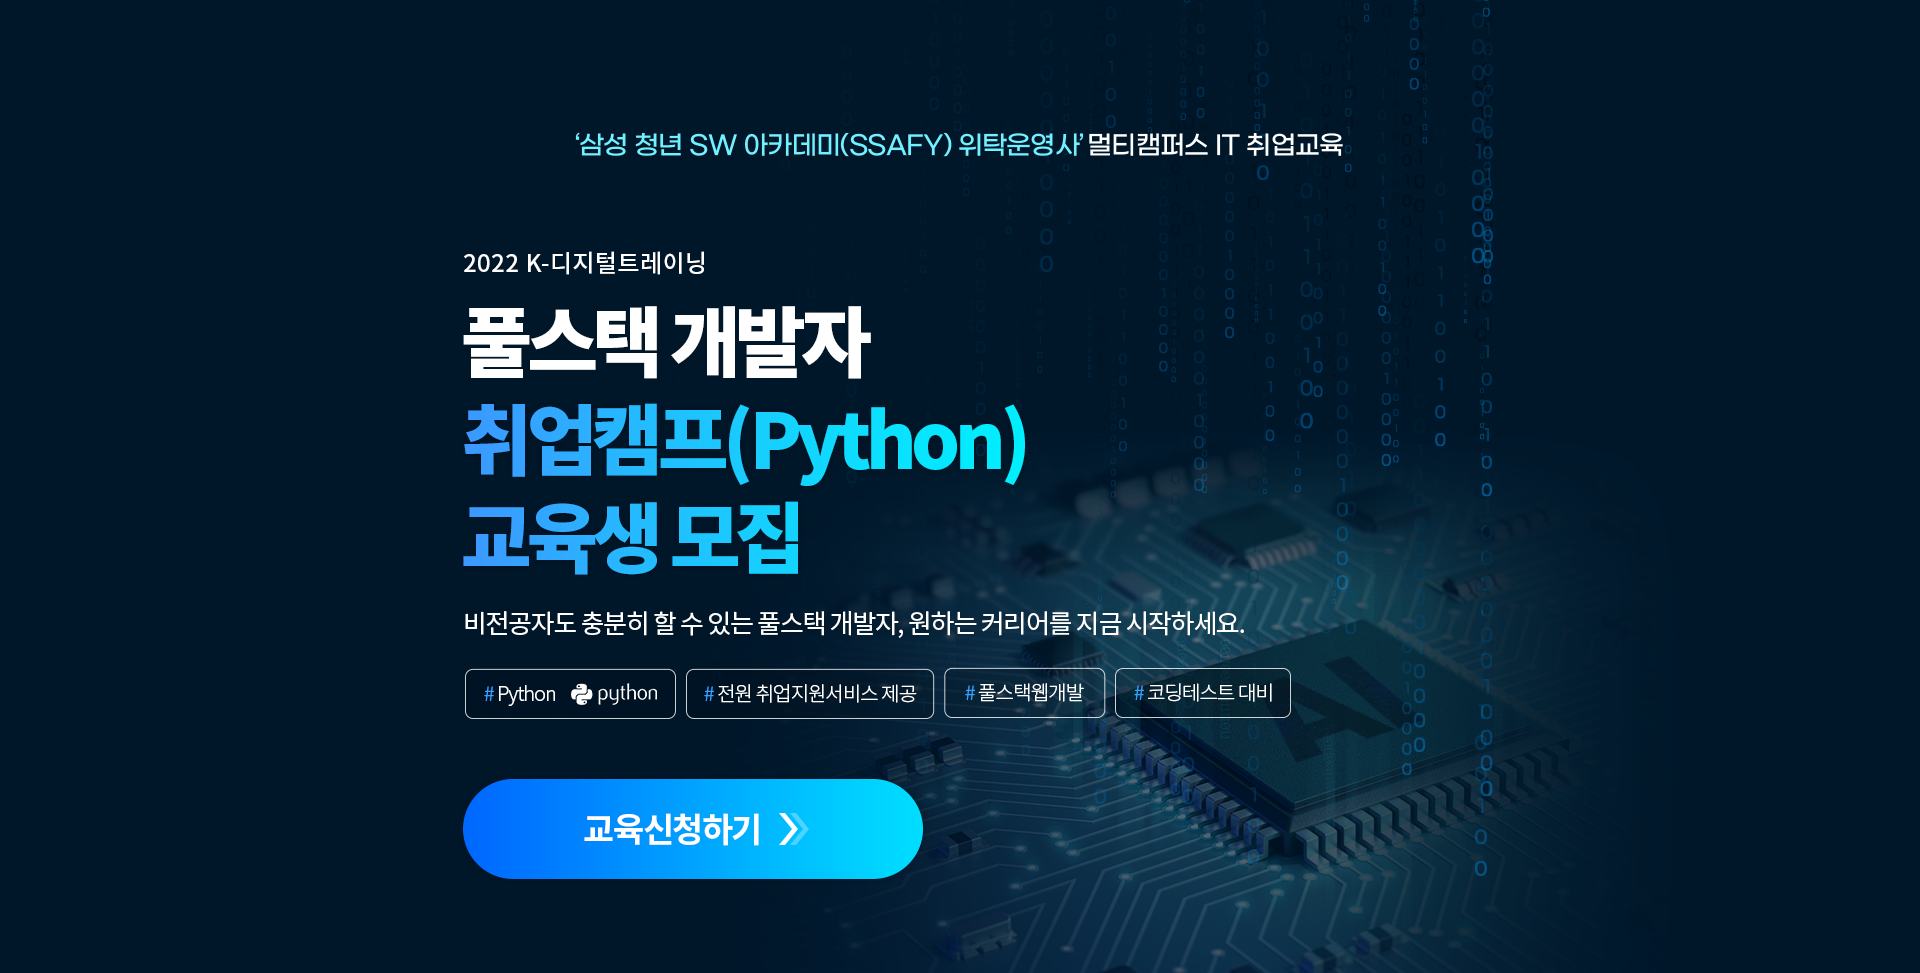 ‘삼성 청년 SW 아카데미(SSAFY) 위탁운영사’ 멀티캠퍼스 IT 취업교육
2022 K-디지털트레이닝
풀스택 개발자
취업캠프(Python)
교육생 모집
비전공자도 충분히 할 수 있는 풀스택 개발자, 원하는 커리어를 지금 시작하세요.
# Python python # 전원 취업지원서비스 제공 # 풀스택웹개발 # 코딩테스트 대비
AI
교육신청하기